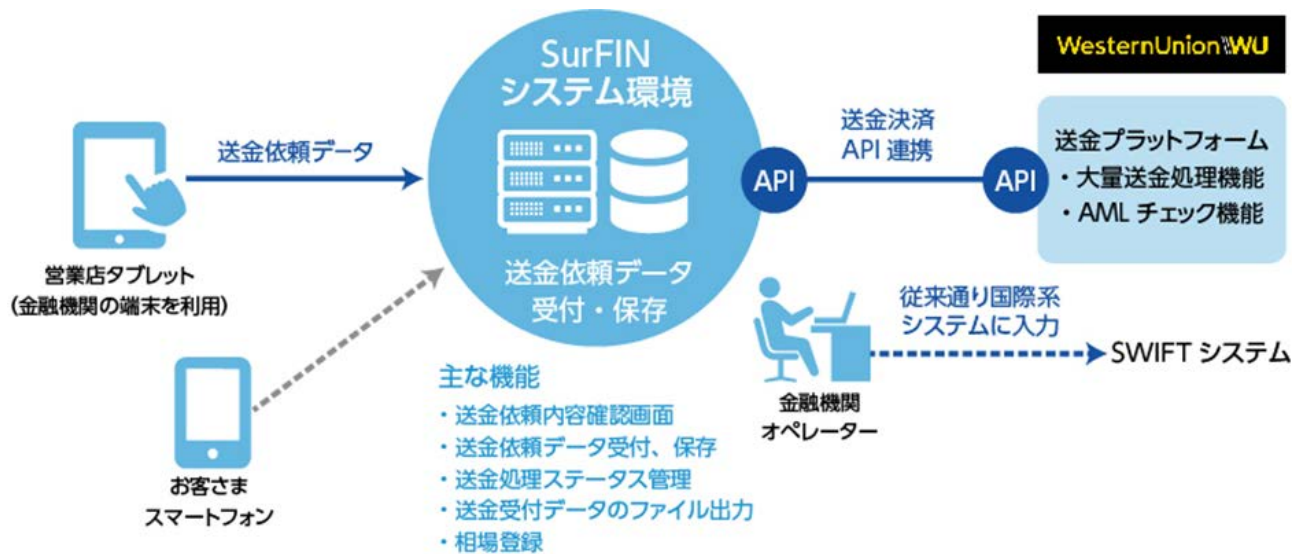 SurFIN
システム環境
送金依頼データ
受付・保存
送金依頼データ
営業店タブレット
(金融機関の端末を利用)
お客さま
スマートフォン
主な機能
・送金依頼内容確認画面
・送金依頼データ受付、保存
・送金処理ステータス管理
・送金受付データのファイル出力
・相場登録
API
送金決済
API 連携
API
WesternUnion WU
送金プラットフォーム
・大量送金処理機能
・AML チェック機能
金融機関
オペレーター
従来通り国際系
システムに入力
SWIFT システム